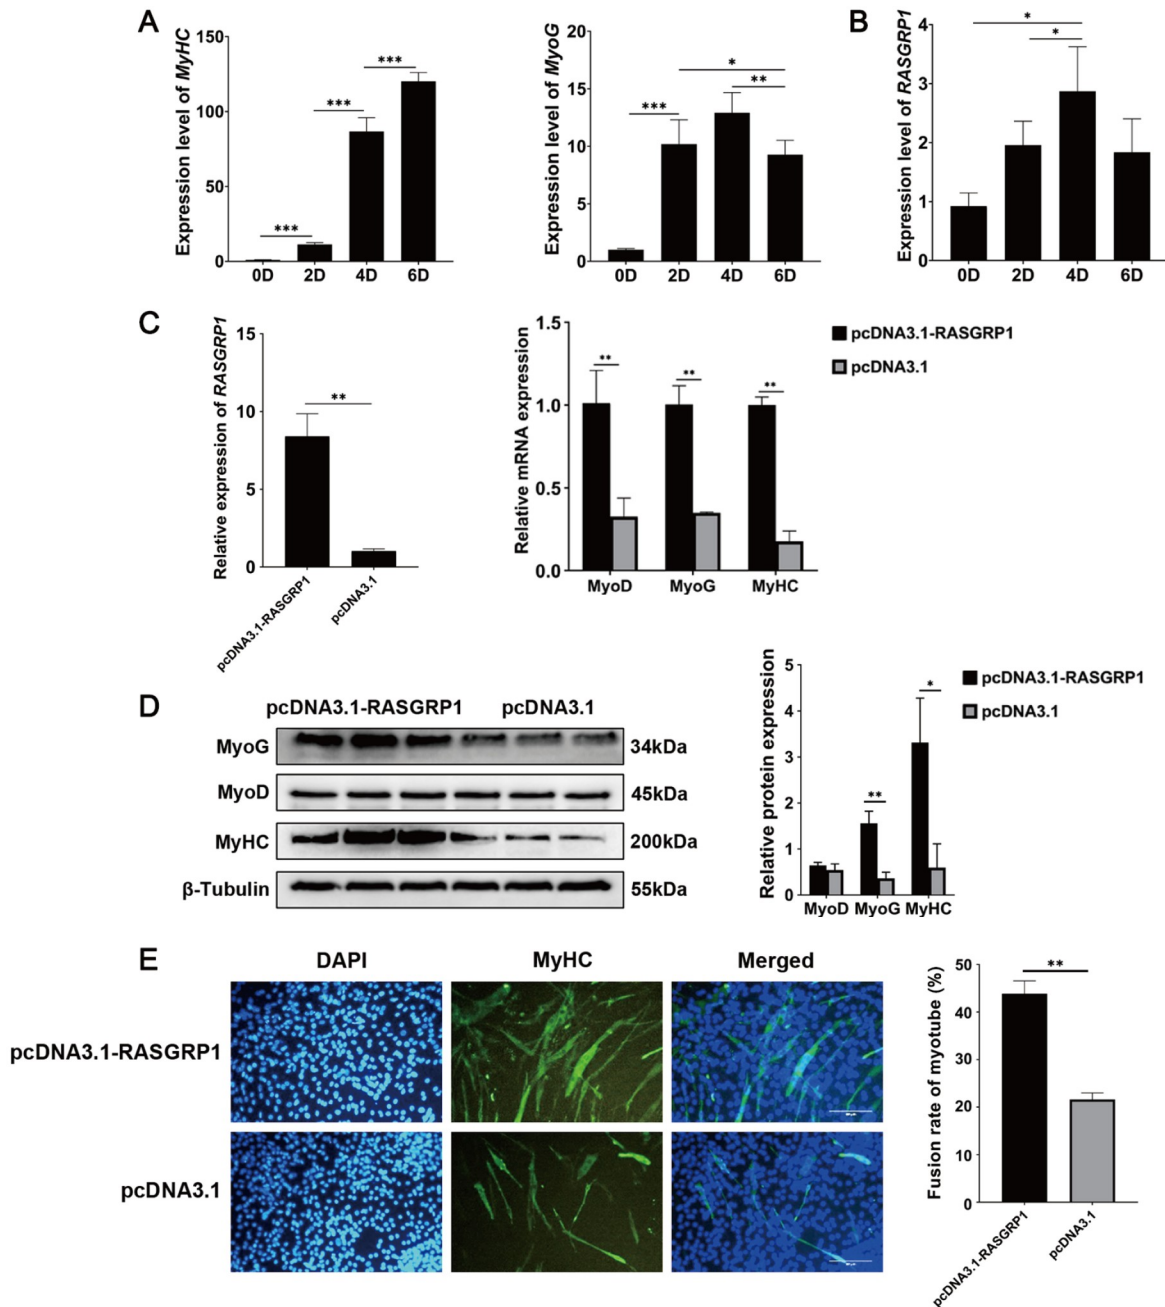 A
Expression level of MyHC
150
100
50
0
***
***
***
0D 2D 4D 6D
Expression level of MyoG
20
15
10
5
0
***
*
**
0D 2D 4D 6D
B
Expression level of RASGRP1
4
3
2
1
0
*
*
0D 2D 4D 6D
C
Relative expression of RASGRP1
15
10
5
0
**
pcDNA3.1-RASGRP1
pcDNA3.1
Relative mRNA expression
1.5
1.0
0.5
0.0
** ** **
MyoD MyoG MyHC
pcDNA3.1-RASGRP1
pcDNA3.1
D
pcDNA3.1-RASGRP1 pcDNA3.1
MyoG 34kDa
MyoD 45kDa
MyHC 200kDa
β-Tubulin 55kDa
Relative protein expression
5
4
3
2
1
0
**
*
MyoD MyoG MyHC
pcDNA3.1-RASGRP1
pcDNA3.1
E
DAPI MyHC Merged
pcDNA3.1-RASGRP1
pcDNA3.1
Fusion rate of myotube (%)
50
40
30
20
10
0
**
pcDNA3.1-RASGRP1
pcDNA3.1